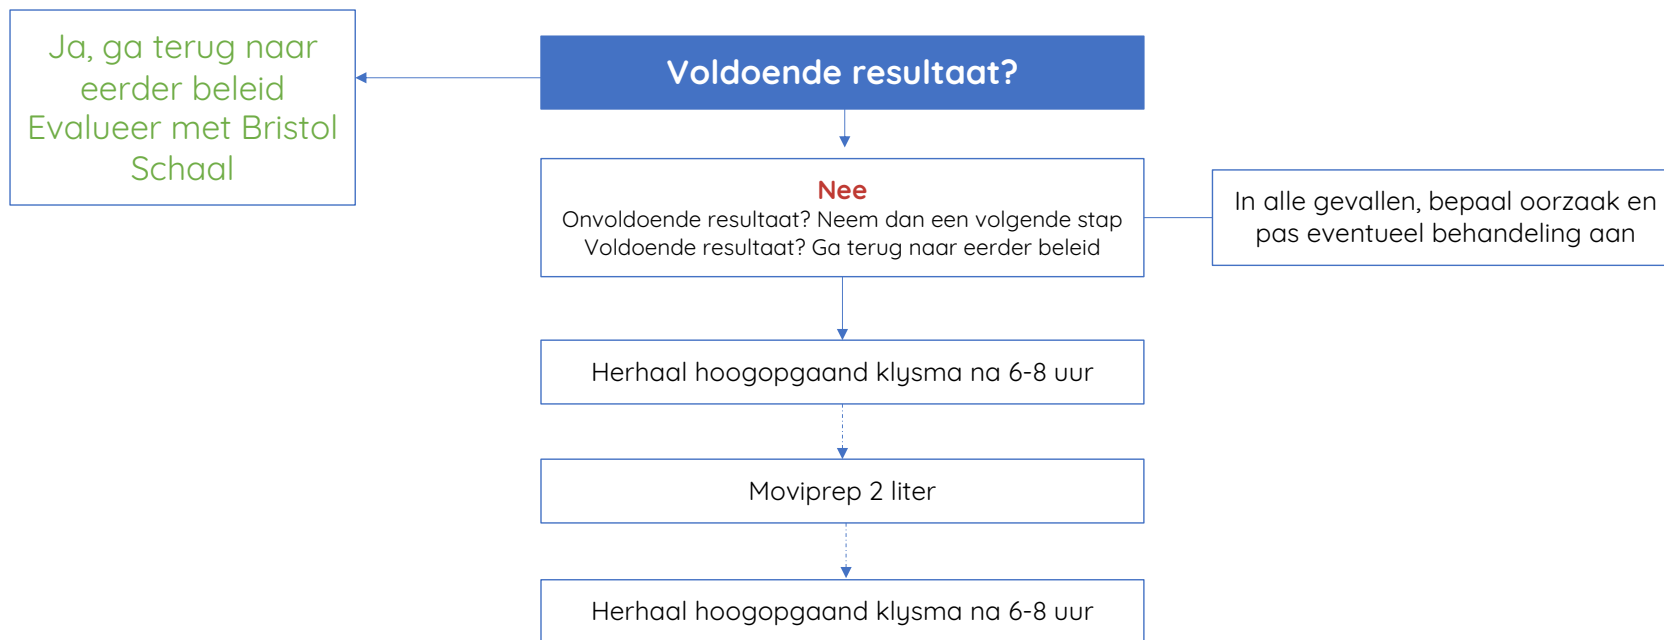 Ja, ga terug naar
eerder beleid
Evalueer met Bristol
Schaal
Voldoende resultaat?
Nee
Onvoldoende resultaat? Neem dan een volgende stap
Voldoende resultaat? Ga terug naar eerder beleid
In alle gevallen, bepaal oorzaak en
pas eventueel behandeling aan
Herhaal hoogopgaand klysma na 6-8 uur
Moviprep 2 liter
Herhaal hoogopgaand klysma na 6-8 uur